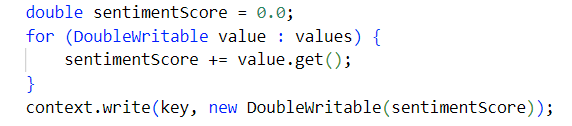 double sentimentScore = 0.0;
for (DoubleWritable value : values) {
    sentimentScore += value.get();
}
context.write(key, new DoubleWritable(sentimentScore));